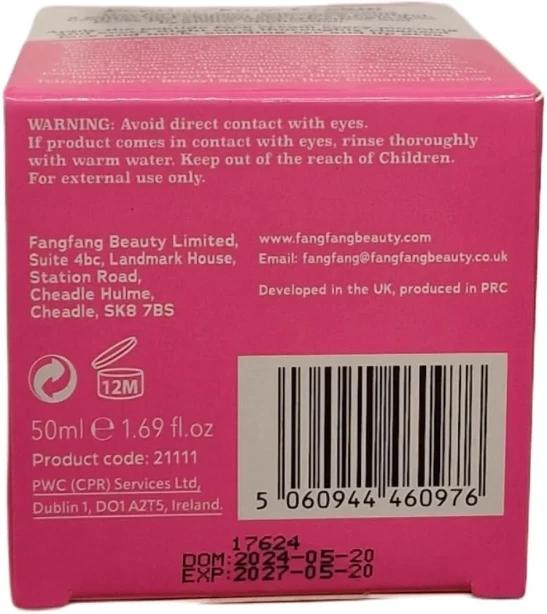 WARNING: Avoid direct contact with eyes.
If product comes in contact with eyes, rinse thoroughly
with warm water. Keep out of the reach of Children.
For external use only.
Fangfang Beauty Limited,
Suite 4bc, Landmark House,
Station Road,
Cheadle Hulme,
Cheadle, SK8 7BS
www.fangfangbeauty.com
Email: fangfang@fangfangbeauty.co.uk
Developed in the UK, produced in PRC
12M
50ml ℮ 1.69 fl.oz
Product code: 21111
PWC (CPR) Services Ltd,
Dublin 1, DO1 A2T5, Ireland.
5 060944 460976
17624
DOM:2024-05-20
EXP:2027-05-20